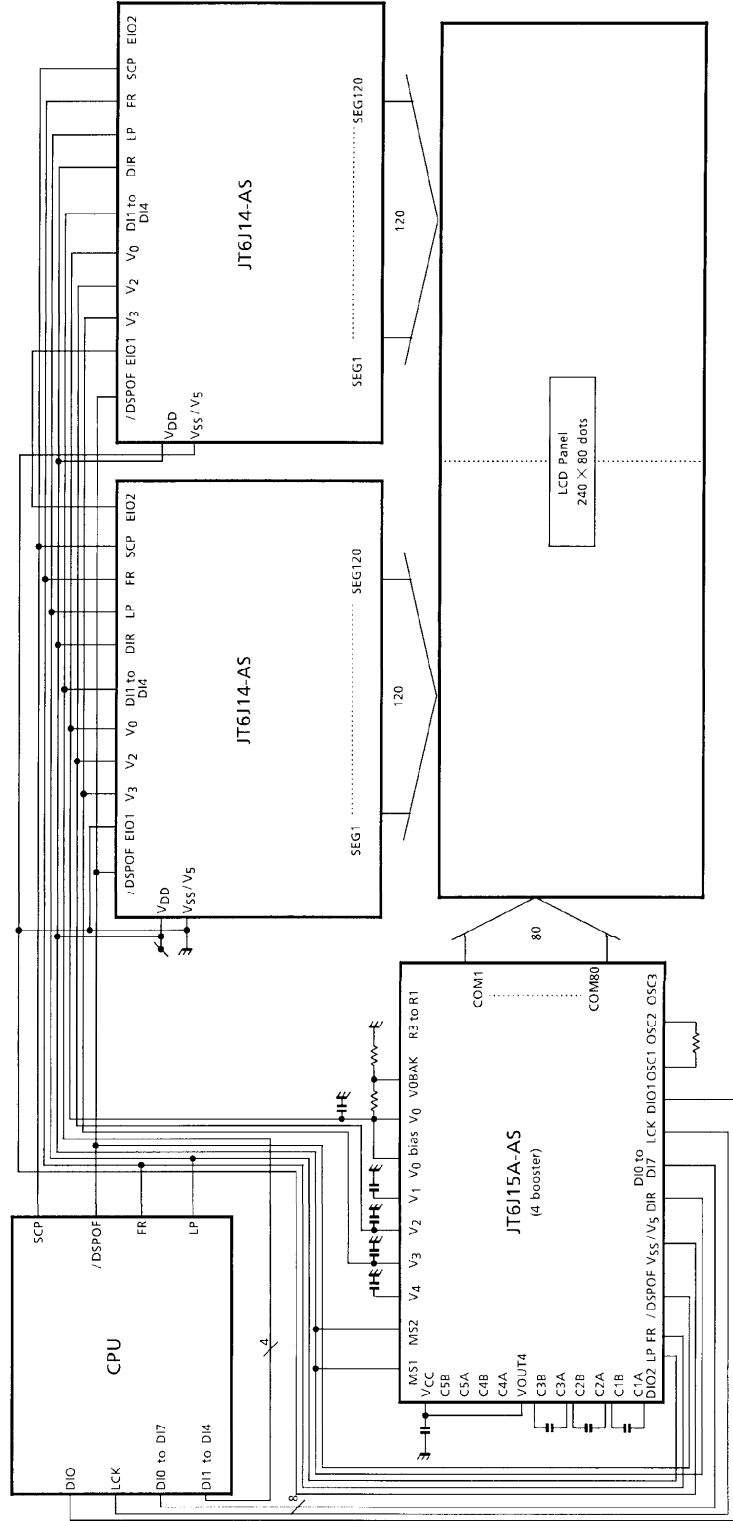 CPU
SCP
/DSPOF
FR
LP
DIO
LCK
DI0 to DI7
DI1 to DI4
4
8
JT6J14-AS
/DSPOF
EIO1
V3
V2
V0
DI1 to
DI4
DIR
LP
FR
SCP
EIO2
VDD
VSS/V5
SEG1
SEG120
120
JT6J14-AS
/DSPOF
EIO1
V3
V2
V0
DI1 to
DI4
DIR
LP
FR
SCP
EIO2
VDD
VSS/V5
SEG1
SEG120
120
JT6J15A-AS
(4 booster)
MS1
MS2
V4
V3
V2
V1
V0
bias
V0
V0BAK
R3 to R1
VCC
C5B
C5A
C4B
C4A
VOUT4
C3B
C3A
C2B
C2A
C1B
C1A
DIO2
LP
FR
/DSPOF
VSS/V5
DIR
DI0 to
DI7
LCK
DIO1
OSC1
OSC2
OSC3
COM1
COM80
80
LCD Panel
240 × 80 dots